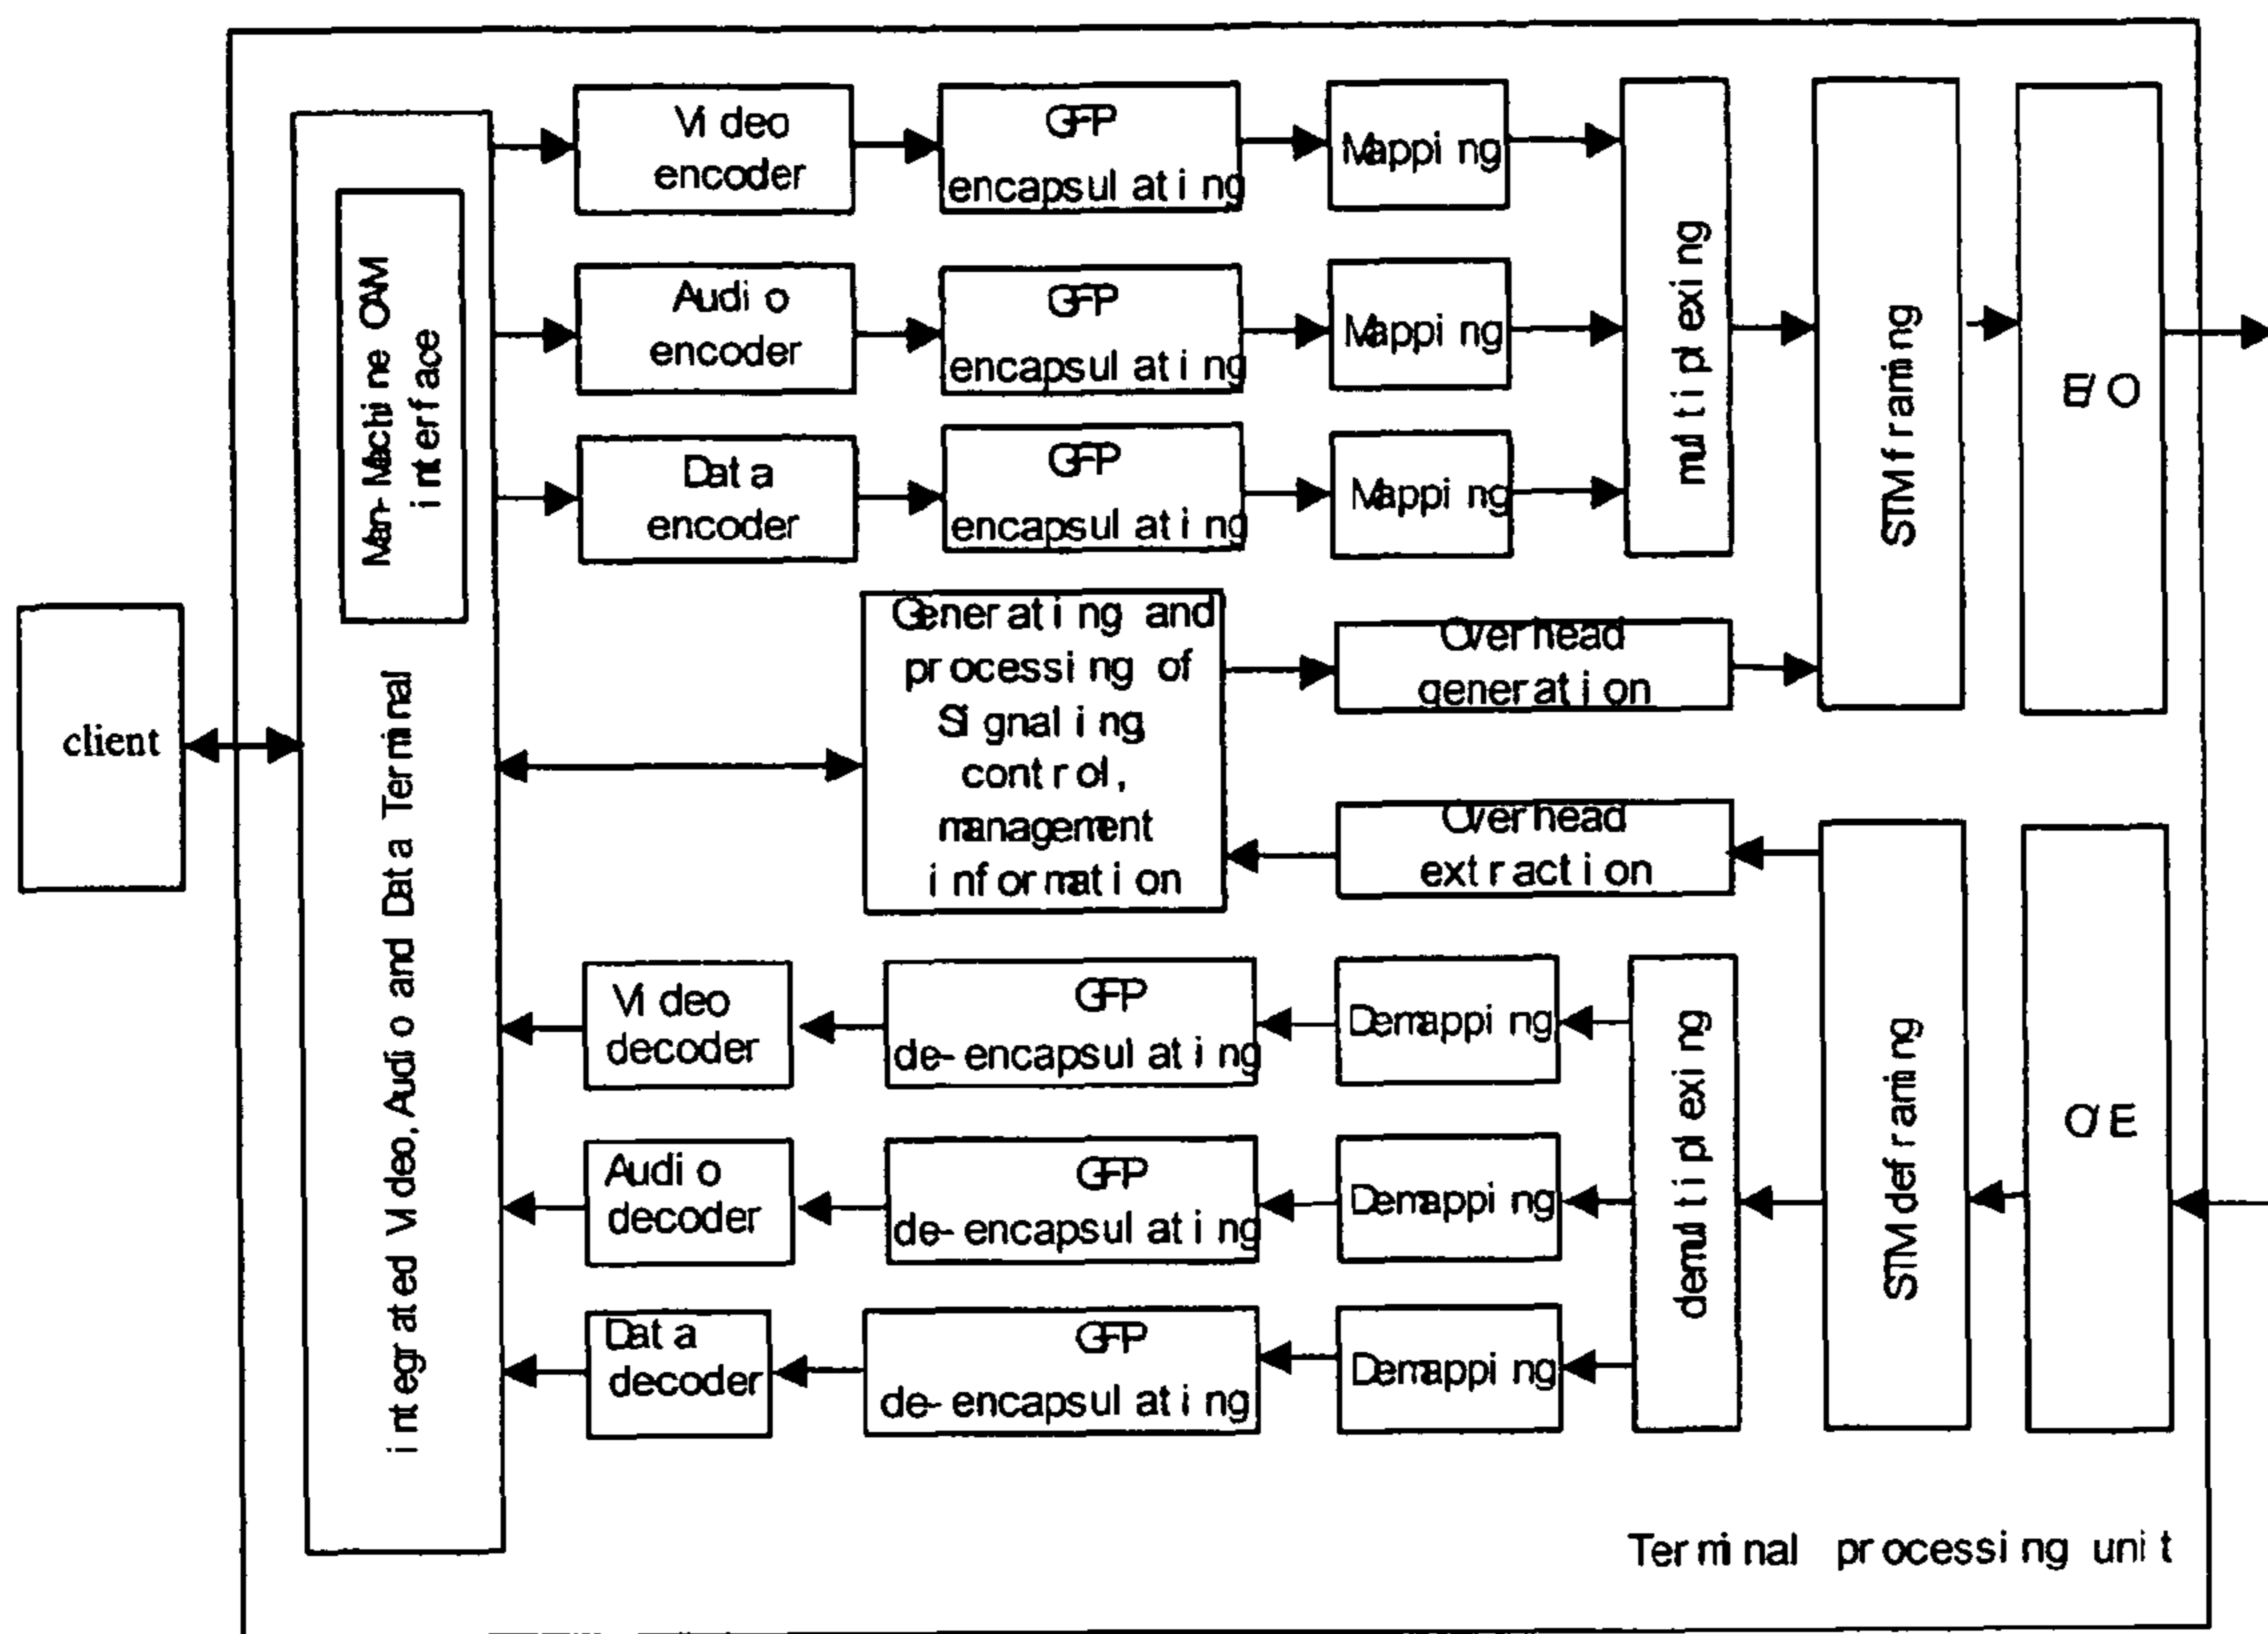 client
Man-Machine OAM
interface
integrated Video, Audio and Data Terminal
Video
encoder
GFP
encapsulating
Mapping
Audio
encoder
GFP
encapsulating
Mapping
Data
encoder
GFP
encapsulating
Mapping
multiplexing
STM framing
E/O
Generating and
processing of
Signaling,
control,
management
information
Overhead
generation
Overhead
extraction
Video
decoder
GFP
de-encapsulating
Demapping
Audio
decoder
GFP
de-encapsulating
Demapping
Data
decoder
GFP
de-encapsulating
Demapping
demultiplexing
STM deframing
O/E
Terminal processing unit